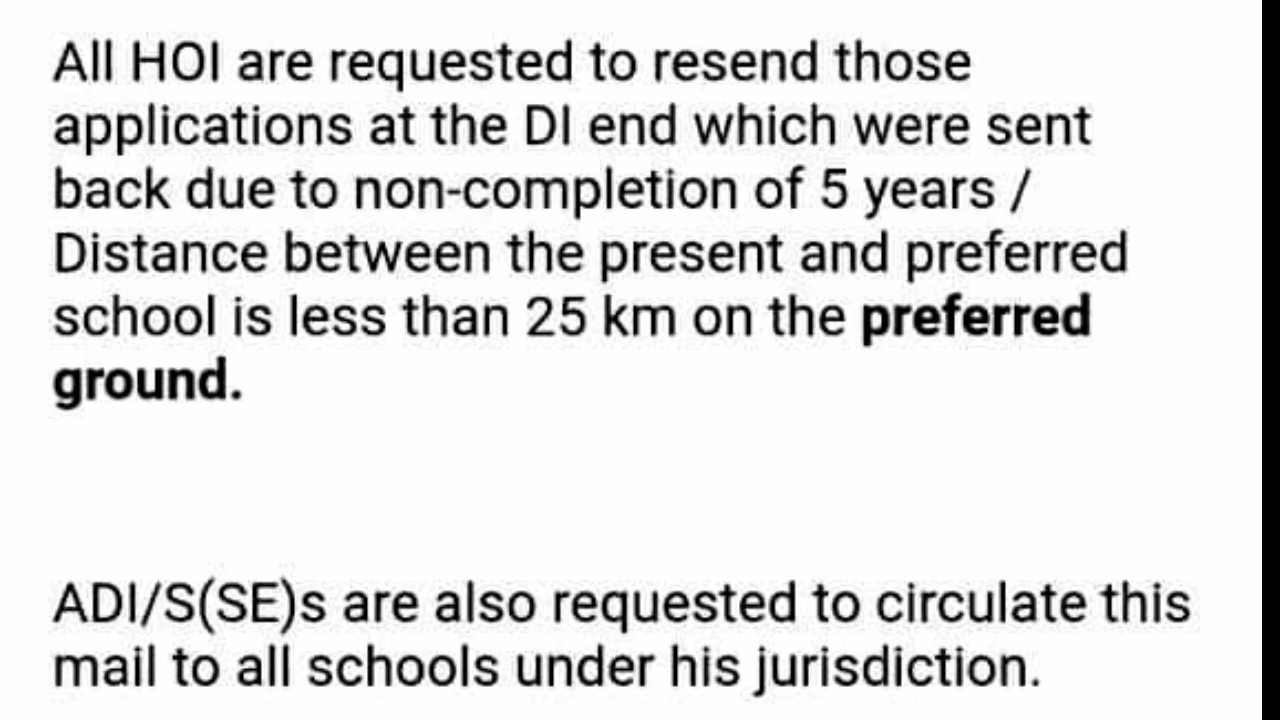 All HOI are requested to resend those
applications at the DI end which were sent
back due to non-completion of 5 years /
Distance between the present and preferred
school is less than 25 km on the preferred
ground.
ADI/S(SE)s are also requested to circulate this
mail to all schools under his jurisdiction.